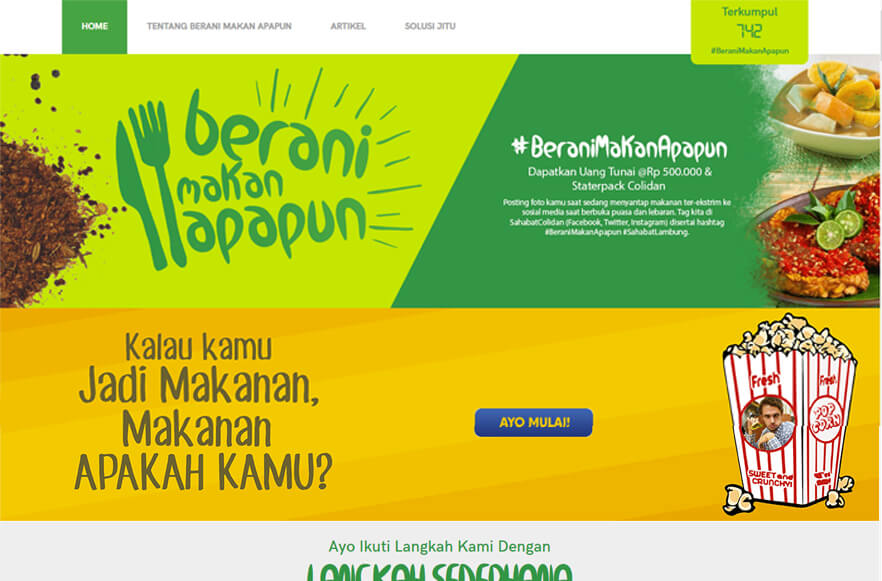 HOME
TENTANG BERANI MAKAN APAPUN
ARTIKEL
SOLUSI JITU
Terkumpul
742
#BeraniMakanApapun
berani
makan
apapun
#BeraniMakanApapun
Dapatkan Uang Tunai @Rp 500.000 &
Staterpack Colidan
Posting foto kamu saat sedang menyantap makanan ter-ekstrim ke
sosial media saat berbuka puasa dan lebaran. Tag kita di
SahabatColidan (Facebook, Twitter, Instagram) disertai hashtag
#BeraniMakanApapun #SahabatLambung.
Kalau kamu
Jadi Makanan,
Makanan
APAKAH KAMU?
AYO MULAI!
Fresh
Fresh
POP
CORN
SWEET and
CRUNCHY!
Ayo Ikuti Langkah Kami Dengan
LANGKAH SEDERHANA